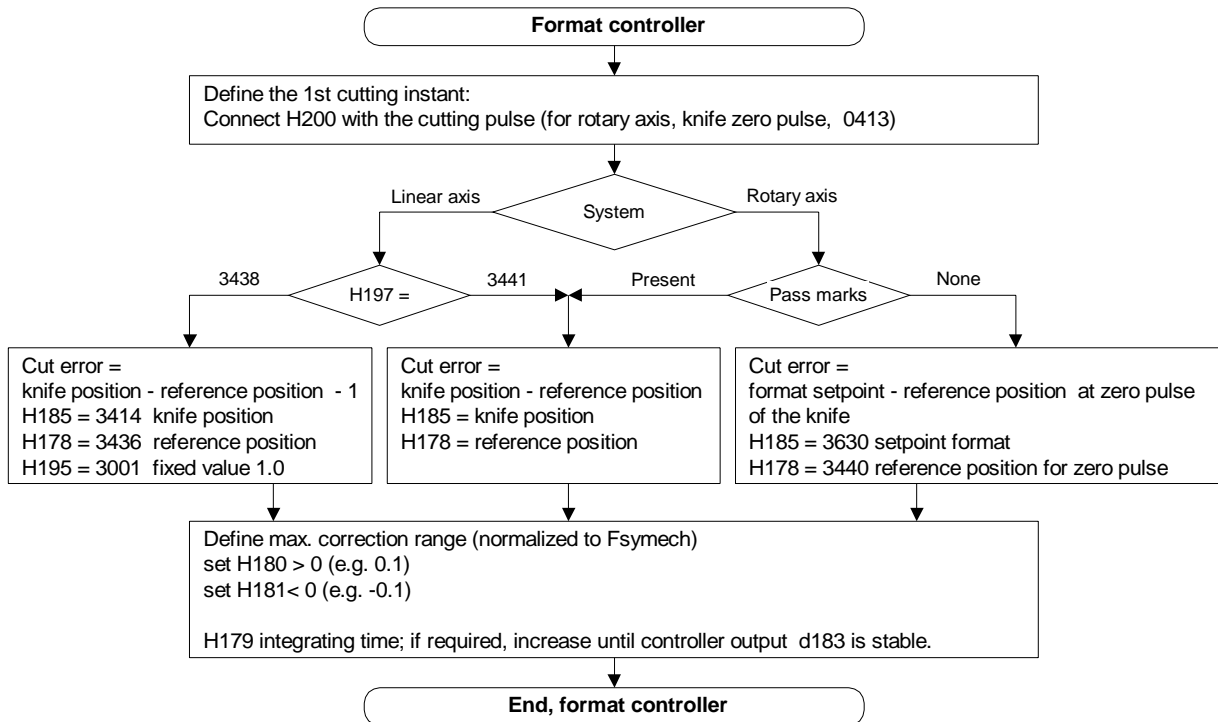 Format controller
Define the 1st cutting instant:
Connect H200 with the cutting pulse (for rotary axis, knife zero pulse, 0413)
Linear axis
Rotary axis
System
3438
3441
Present
None
H197 =
Pass marks
Cut error =
knife position - reference position - 1
H185 = 3414 knife position
H178 = 3436 reference position
H195 = 3001 fixed value 1.0
Cut error =
knife position - reference position
H185 = knife position
H178 = reference position
Cut error =
format setpoint - reference position at zero pulse
of the knife
H185 = 3630 setpoint format
H178 = 3440 reference position for zero pulse
Define max. correction range (normalized to Fsymech)
set H180 > 0 (e.g. 0.1)
set H181< 0 (e.g. -0.1)
H179 integrating time; if required, increase until controller output d183 is stable.
End, format controller